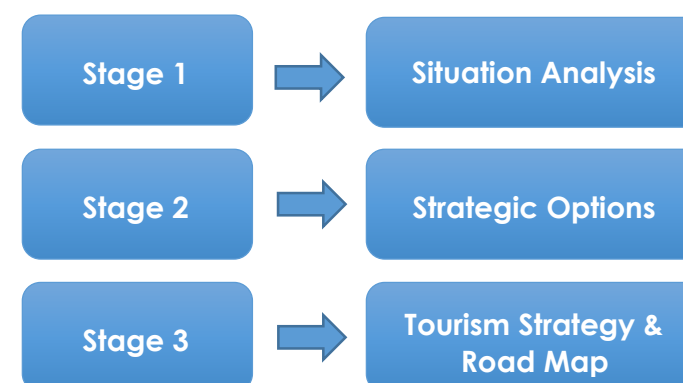 Stage 1
Situation Analysis
Stage 2
Strategic Options
Stage 3
Tourism Strategy &
Road Map